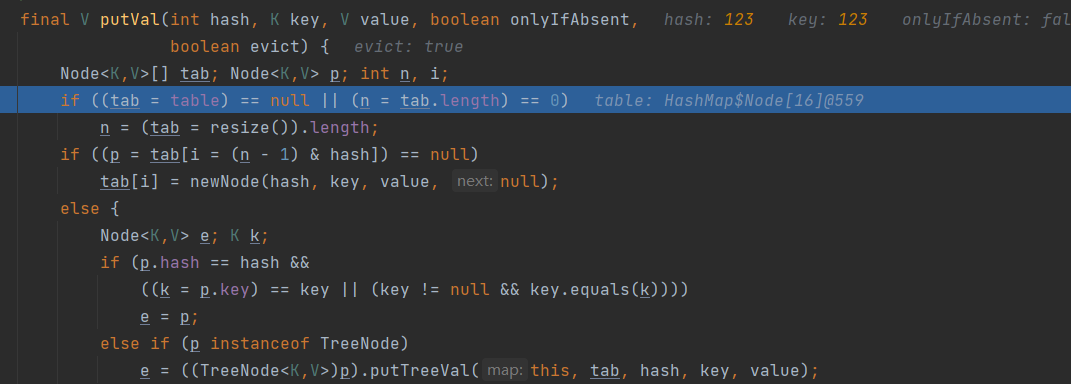 final V putVal(int hash, K key, V value, boolean onlyIfAbsent,   hash: 123   key: 123   onlyIfAbsent: fal
               boolean evict) {   evict: true
    Node<K,V>[] tab; Node<K,V> p; int n, i;
    if ((tab = table) == null || (n = tab.length) == 0)   table: HashMap$Node[16]@559
        n = (tab = resize()).length;
    if ((p = tab[i = (n - 1) & hash]) == null)
        tab[i] = newNode(hash, key, value, next: null);
    else {
        Node<K,V> e; K k;
        if (p.hash == hash &&
            ((k = p.key) == key || (key != null && key.equals(k))))
            e = p;
        else if (p instanceof TreeNode)
            e = ((TreeNode<K,V>)p).putTreeVal( map: this, tab, hash, key, value);